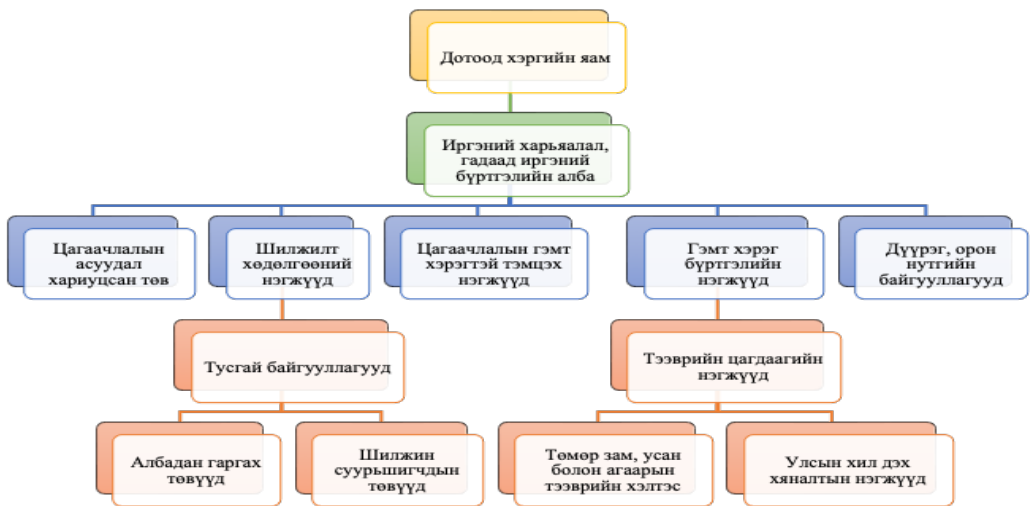 Дотоод хэргийн яам
Иргэний харьяалал,
гадаад иргэний
бүртгэлийн алба
Цагаачлалын
асуудал
хариуцсан төв
Шилжилт
хөдөлгөөний
нэгжүүд
Цагаачлалын гэмт
хэрэгтэй тэмцэх
нэгжүүд
Гэмт хэрэг
бүртгэлийн
нэгжүүд
Дүүрэг, орон
нутгийн
байгууллагууд
Тусгай байгууллагууд
Тээврийн цагдаагийн
нэгжүүд
Албадан гаргах
төвүүд
Шилжин
суурьшигчдын
төвүүд
Төмөр зам, усан
болон агаарын
тээврийн хэлтэс
Улсын хил дэх
хяналтын нэгжүүд